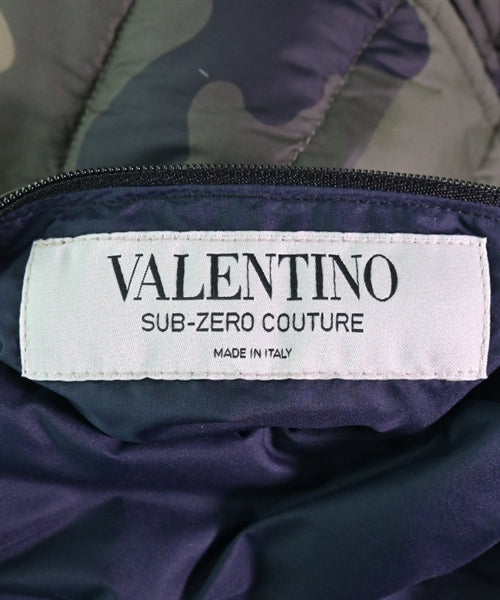 VALENTINO
SUB-ZERO COUTURE
MADE IN ITALY